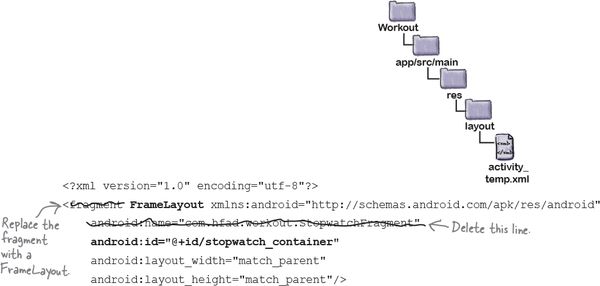 Workout
app/src/main
res
layout
<xml>
</xml>
activity_
temp.xml
<?xml version="1.0" encoding="utf-8"?>
<fragment FrameLayout xmlns:android="http://schemas.android.com/apk/res/android"
android:name="com.hfad.workout.StopwatchFragment"
Delete this line.
android:id="@+id/stopwatch_container"
android:layout_width="match_parent"
android:layout_height="match_parent"/>
Replace the
fragment
with a
FrameLayout.